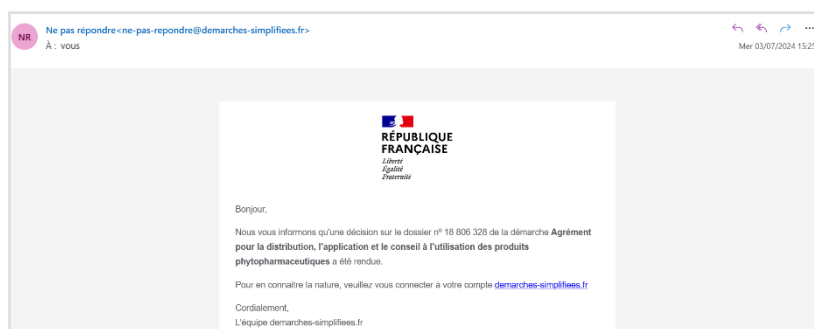 NR
Ne pas répondre<ne-pas-repondre@demarches-simplifiees.fr>
À : vous
...
Mer 03/07/2024 15:25
RÉPUBLIQUE
FRANÇAISE
Liberté
Égalité
Fraternité
Bonjour,
Nous vous informons qu'une décision sur le dossier nº 18 806 328 de la démarche Agrément
pour la distribution, l'application et le conseil à l'utilisation des produits
phytopharmaceutiques a été rendue.
Pour en connaitre la nature, veuillez vous connecter à votre compte demarches-simplifiees.fr
Cordialement,
L'équipe demarches-simplifiees.fr